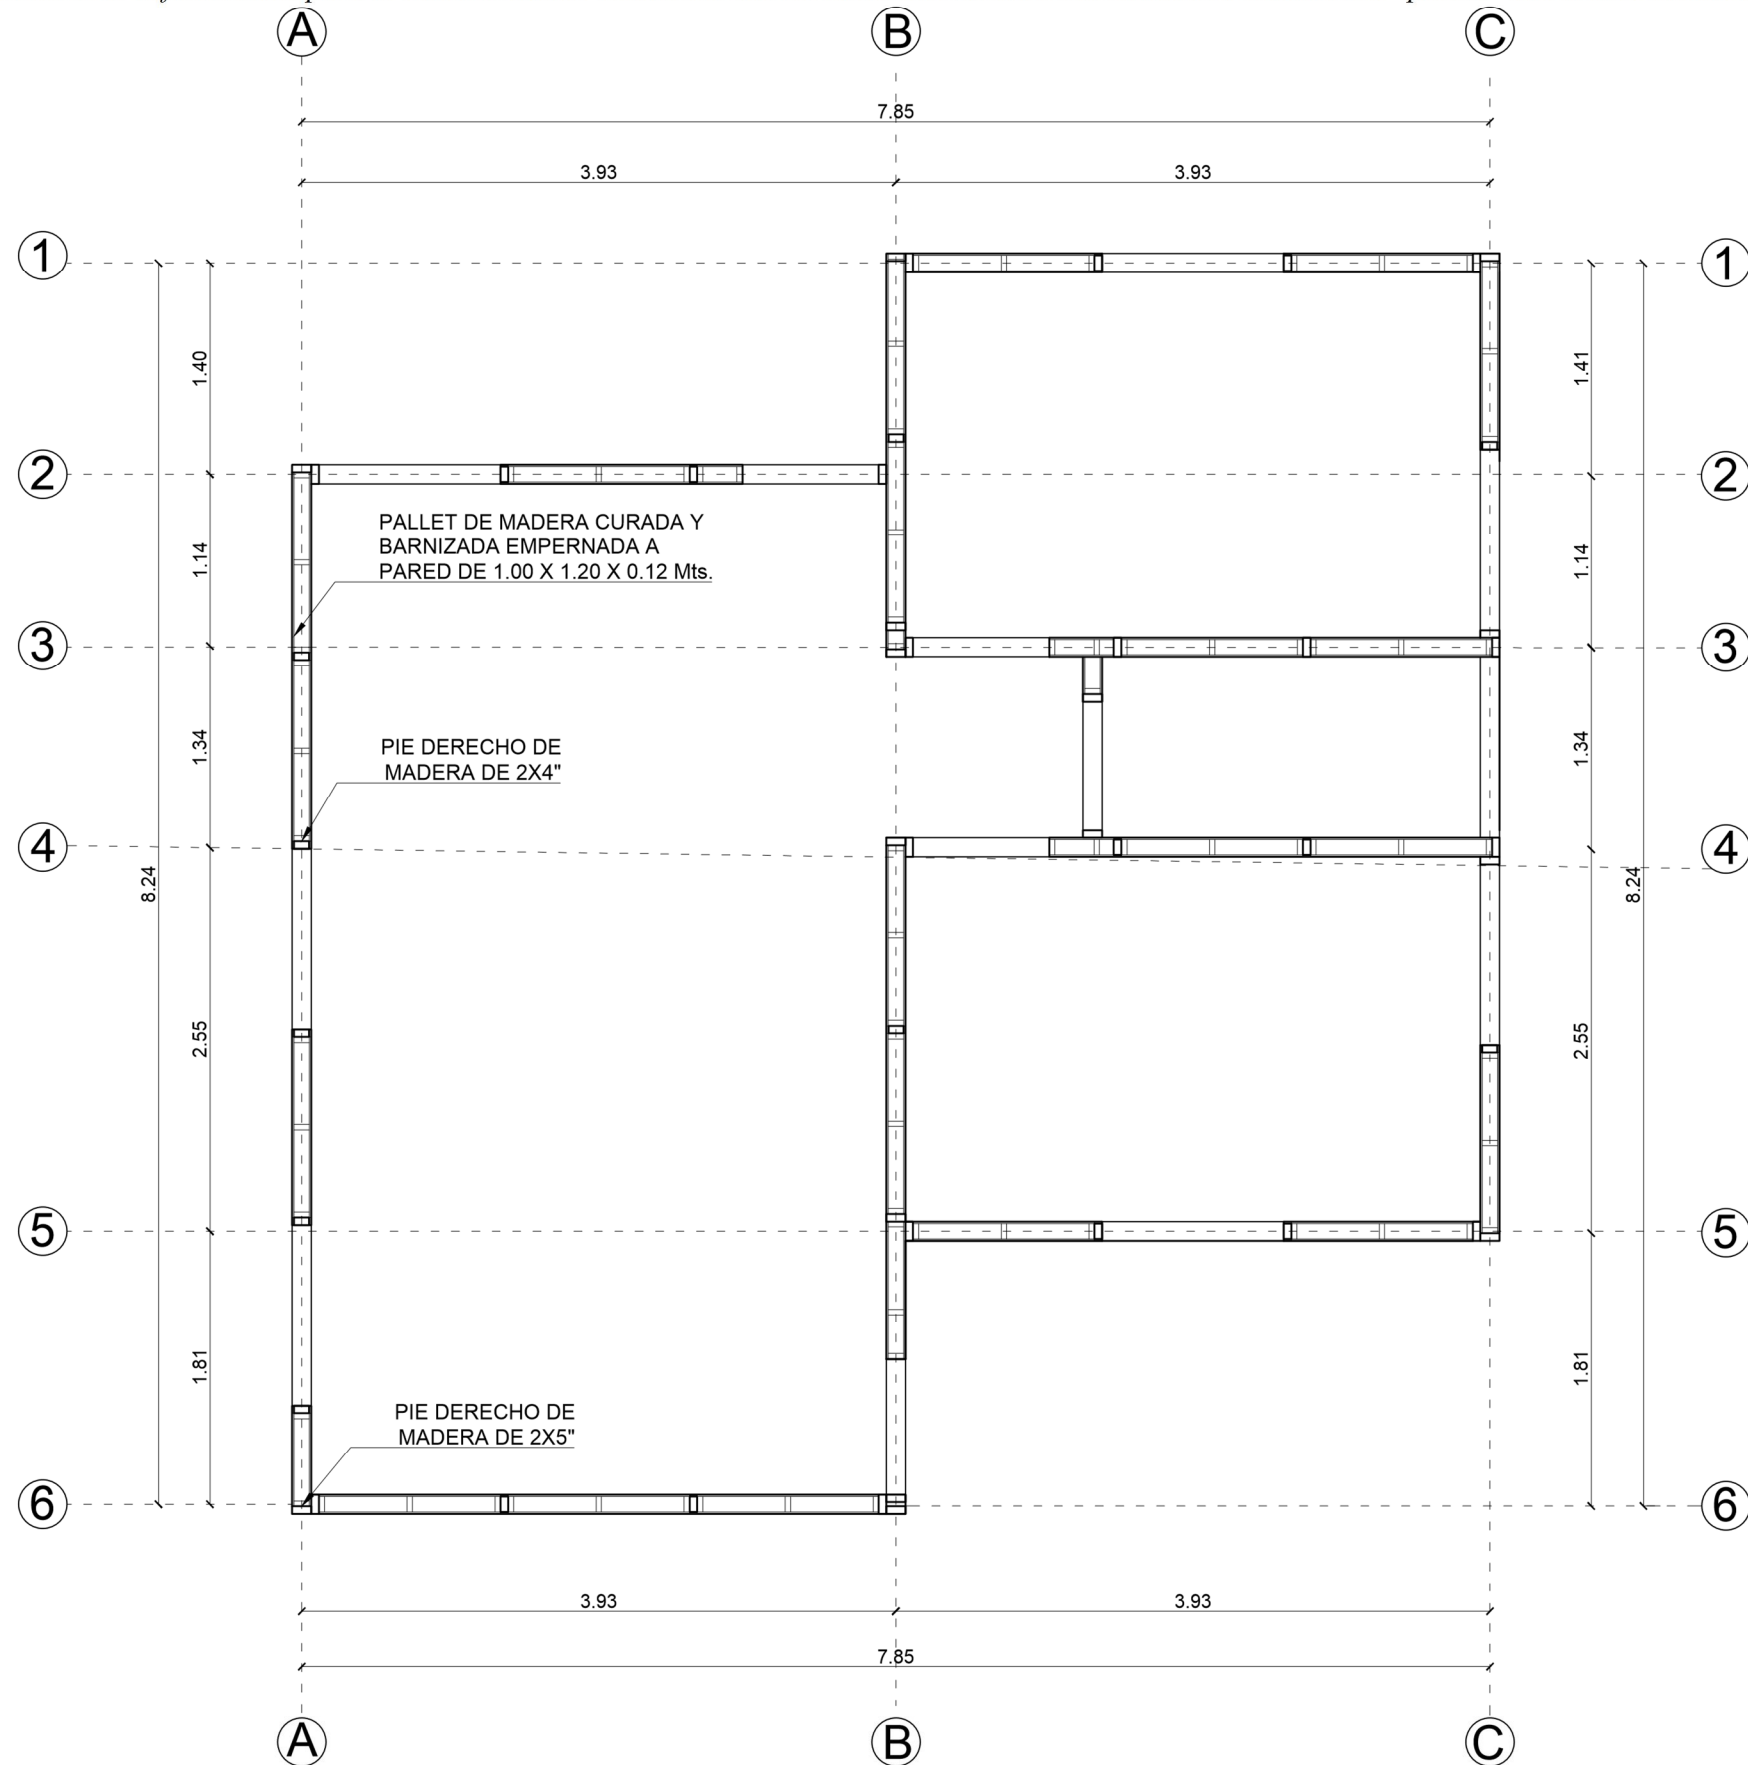 A B C
7.85
3.93 3.93
1 1
1.40 1.41
2 2
PALLET DE MADERA CURADA Y
BARNIZADA EMPERNADA A
PARED DE 1.00 X 1.20 X 0.12 Mts.
1.14 1.14
3 3
PIE DERECHO DE
MADERA DE 2X4"
1.34 1.34
4 4
8.24 8.24
2.55 2.55
5 5
1.81 1.81
PIE DERECHO DE
MADERA DE 2X5"
6 6
3.93 3.93
7.85
A B C